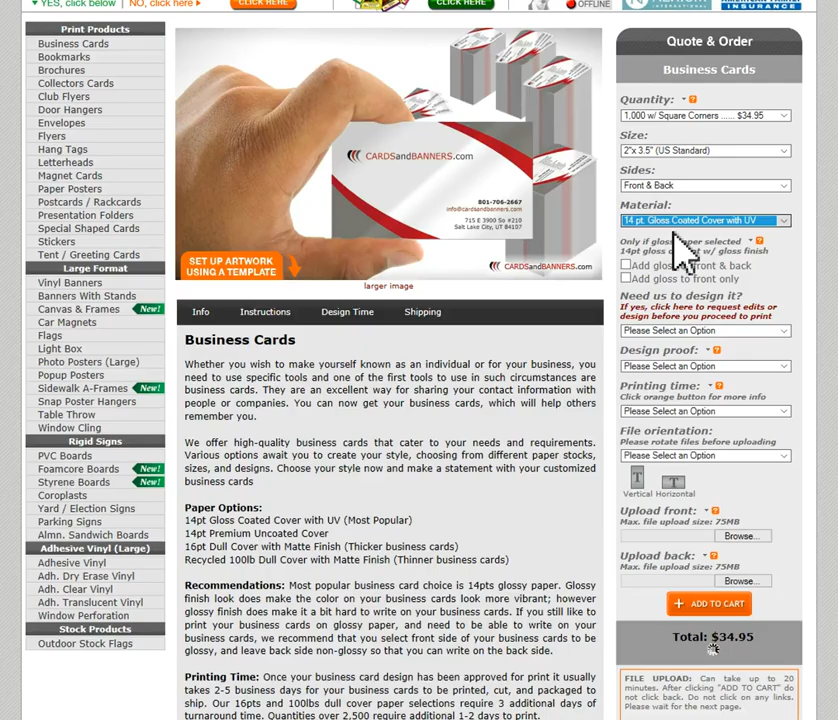 YES, click below
NO, click here
CLICK HERE
CLICK HERE
OFFLINE
INTERNATIONAL
INSURANCE
Print Products
Business Cards
Bookmarks
Brochures
Collectors Cards
Club Flyers
Door Hangers
Envelopes
Flyers
Hang Tags
Letterheads
Magnet Cards
Paper Posters
Postcards / Rackcards
Presentation Folders
Special Shaped Cards
Stickers
Tent / Greeting Cards
Large Format
Vinyl Banners
Banners With Stands
Canvas & Frames New!
Car Magnets
Flags
Light Box
Photo Posters (Large)
Popup Posters
Sidewalk A-Frames New!
Snap Poster Hangers
Table Throw
Window Cling
Rigid Signs
PVC Boards
Foamcore Boards New!
Styrene Boards New!
Coroplasts
Yard / Election Signs
Parking Signs
Almn. Sandwich Boards
Adhesive Vinyl (Large)
Adhesive Vinyl
Adh. Dry Erase Vinyl
Adh. Clear Vinyl
Adh. Translucent Vinyl
Window Perforation
Stock Products
Outdoor Stock Flags
CARDSandBANNERS.com
801-706-2667
info@cardsandbanners.com
715 E 3900 So #210
Salt Lake City, UT 84107
SET UP ARTWORK
USING A TEMPLATE
CARDSandBANNERS.com
larger image
Info
Instructions
Design Time
Shipping
Business Cards
Whether you wish to make yourself known as an individual or for your business, you
need to use specific tools and one of the first tools to use in such circumstances are
business cards. They are an excellent way for sharing your contact information with
people or companies. You can now get your business cards, which will help others
remember you.
We offer high-quality business cards that cater to your needs and requirements.
Various options await you to create your style, choosing from different paper stocks,
sizes, and designs. Choose your style now and make a statement with your customized
business cards
Paper Options:
14pt Gloss Coated Cover with UV (Most Popular)
14pt Premium Uncoated Cover
16pt Dull Cover with Matte Finish (Thicker business cards)
Recycled 100lb Dull Cover with Matte Finish (Thinner business cards)
Recommendations: Most popular business card choice is 14pts glossy paper. Glossy
finish look does make the color on your business cards look more vibrant; however
glossy finish does make it a bit hard to write on your business cards. If you still like to
print your business cards on glossy paper, and need to be able to write on your
business cards, we recommend that you select front side of your business cards to be
glossy, and leave back side non-glossy so that you can write on the back side.
Printing Time: Once your business card design has been approved for print it usually
takes 2-5 business days for your business cards to be printed, cut, and packaged to
ship. Our 16pts and 100lbs dull cover paper selections require 3 additional days of
turnaround time. Quantities over 2,500 require additional 1-2 days to print.
Quote & Order
Business Cards
Quantity:
1,000 w/ Square Corners ...... $34.95
Size:
2"x 3.5" (US Standard)
Sides:
Front & Back
Material:
14 pt. Gloss Coated Cover with UV
Only if gloss selected
14pt gloss w/ gloss finish
Add gloss front & back
Add gloss to front only
Need us to design it?
If yes, click here to request edits or
design before you proceed to print
Please Select an Option
Design proof:
Please Select an Option
Printing time:
Click orange button for more info
Please Select an Option
File orientation:
Please rotate files before uploading
Please Select an Option
T T
Vertical Horizontal
Upload front:
Max. file upload size: 75MB
Browse...
Upload back:
Max. file upload size: 75MB
Browse...
+ ADD TO CART
Total: $34.95
FILE UPLOAD: Can take up to 20
minutes. After clicking "ADD TO CART" do
not click back. Do not click on any links.
Please wait for the next page.